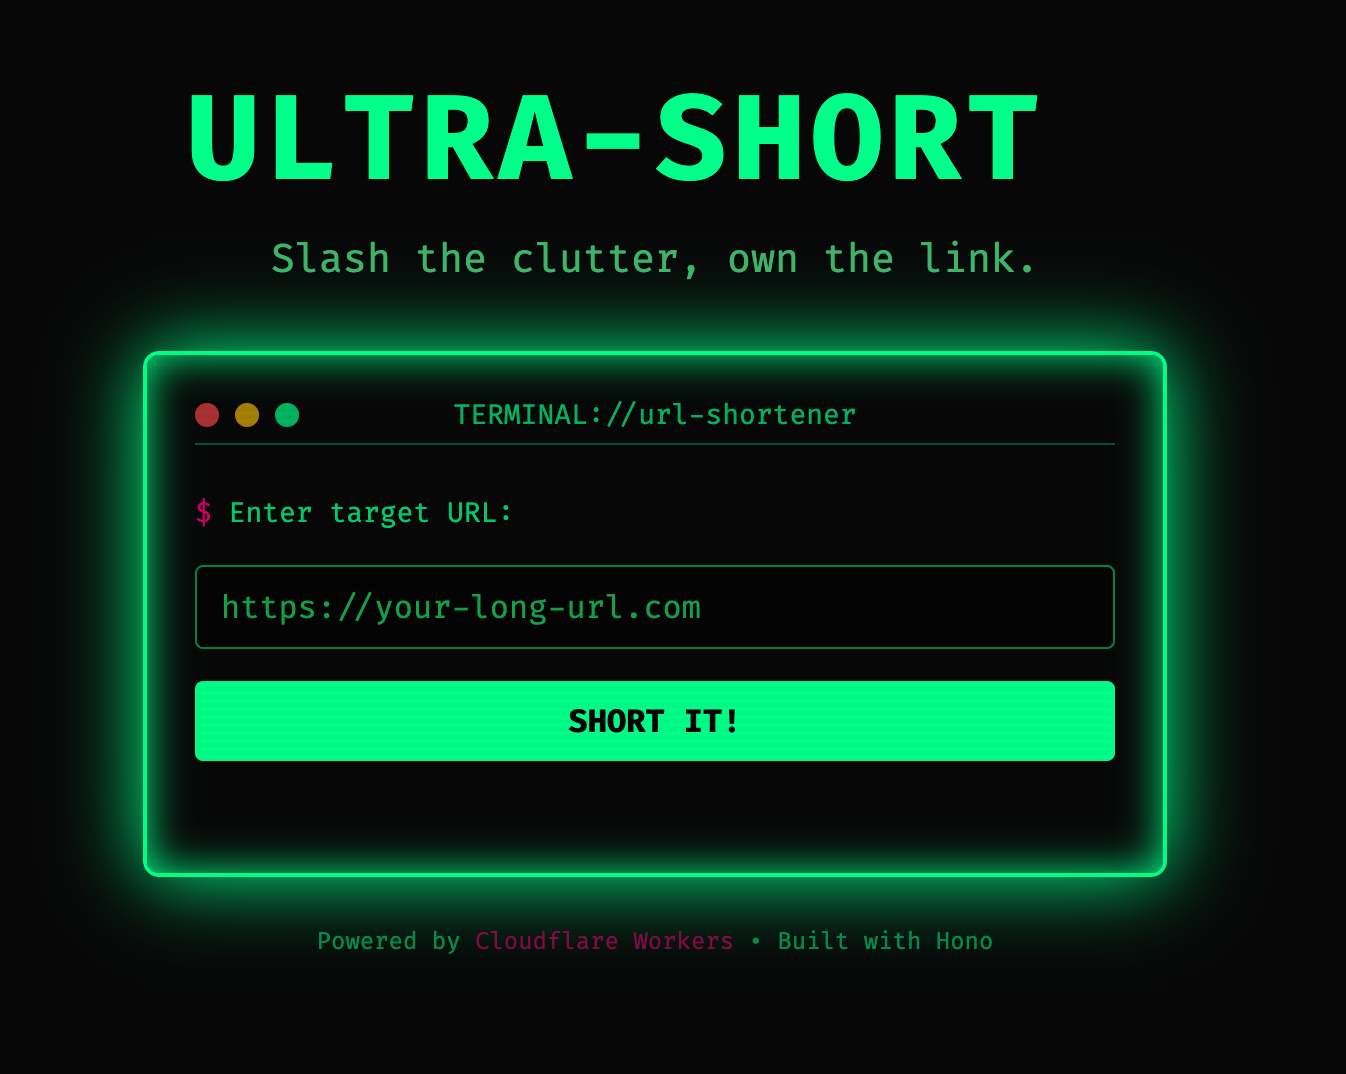 ULTRA-SHORT
Slash the clutter, own the link.
TERMINAL://url-shortener
$ Enter target URL:
https://your-long-url.com
SHORT IT!
Powered by Cloudflare Workers • Built with Hono